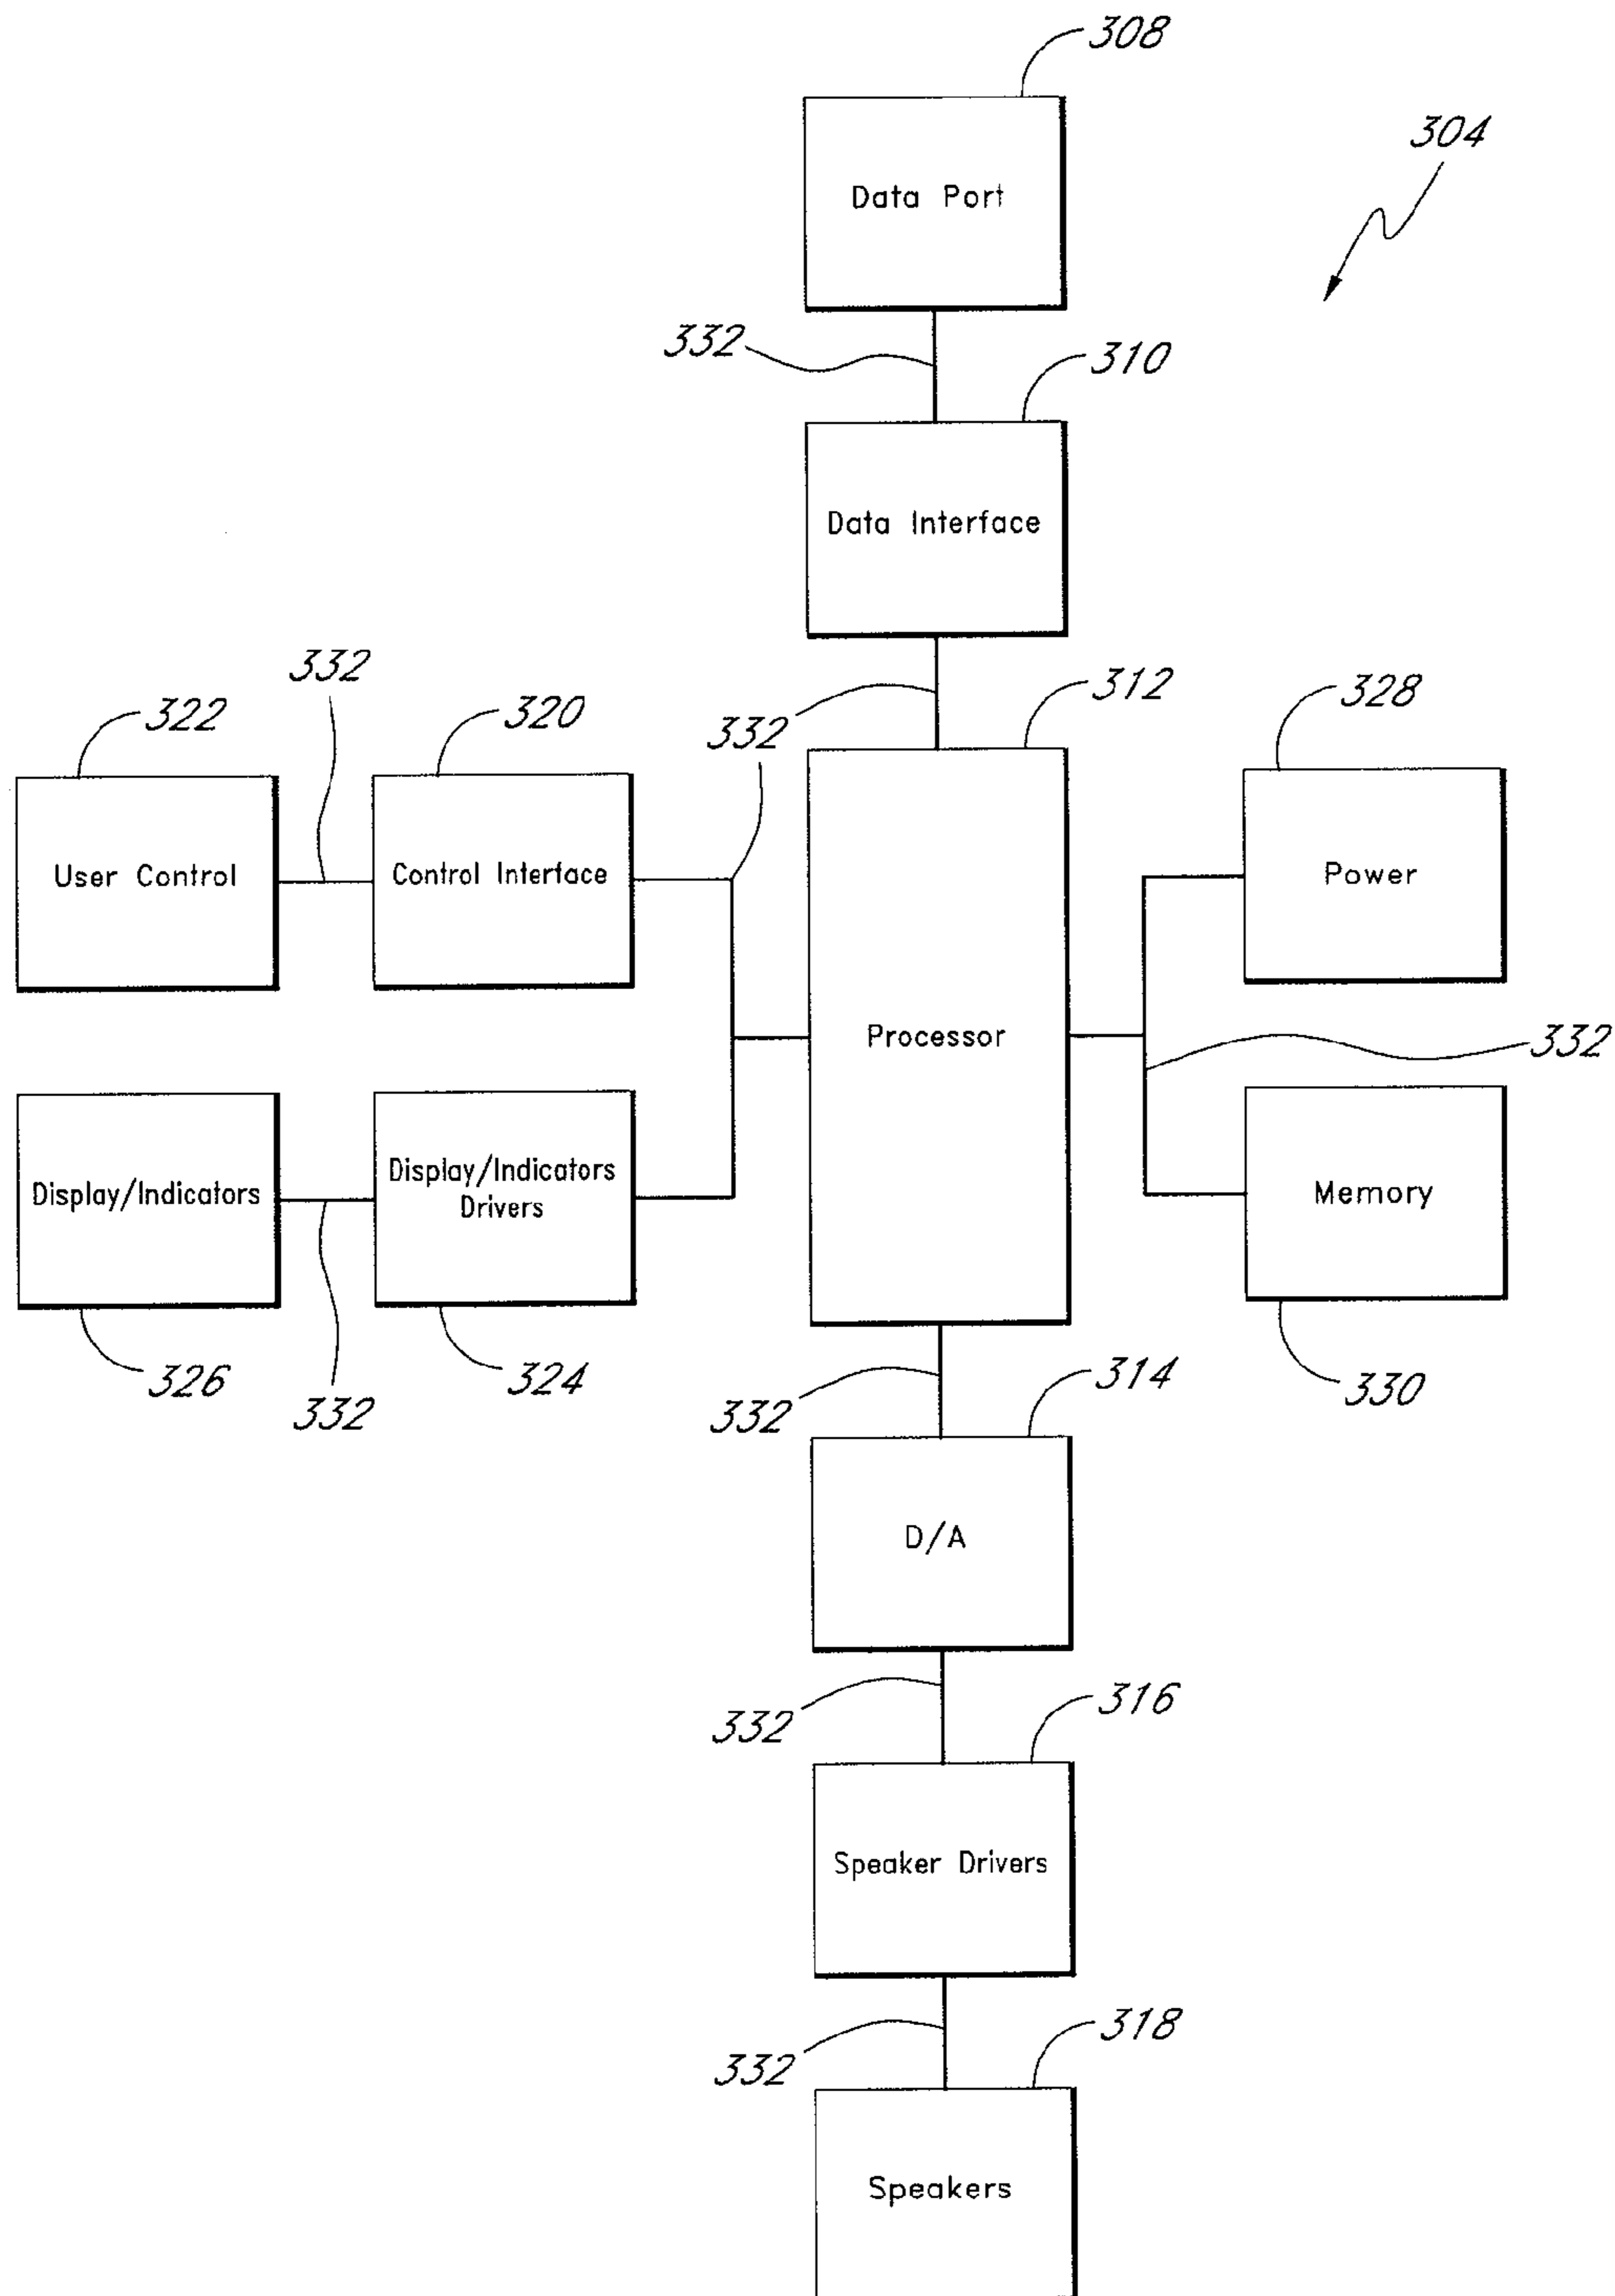 308
304
Data Port
332
310
Data Interface
332
322
320
332
312
328
User Control
Control Interface
Power
Processor
332
Display/Indicators
Display/Indicators
Drivers
Memory
326
332
324
332
314
330
D/A
332
316
Speaker Drivers
332
318
Speakers